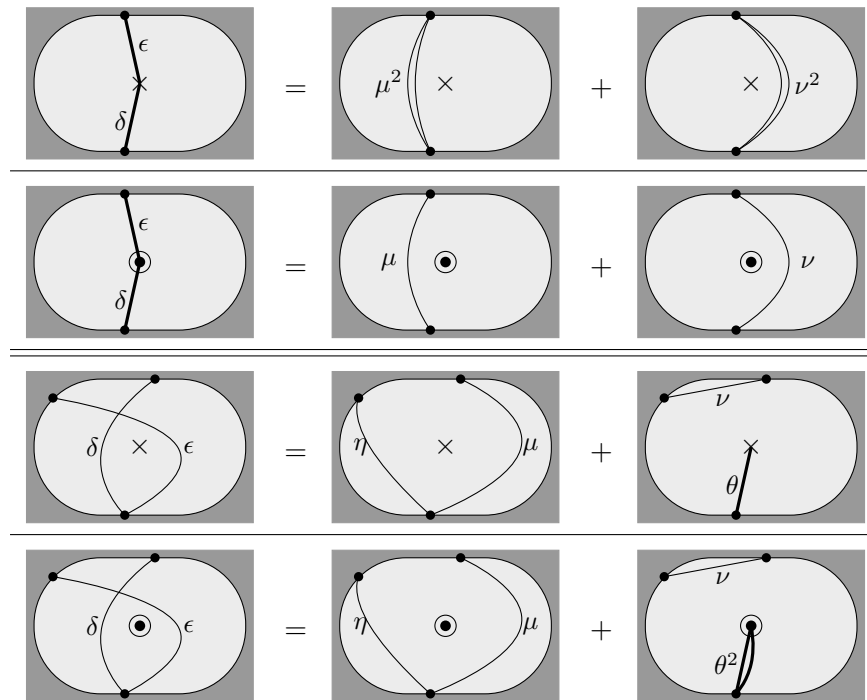 ϵ δ = μ² + ν²
ϵ δ = μ + ν
δ ϵ = η μ + ν θ
δ ϵ = η μ + ν θ²